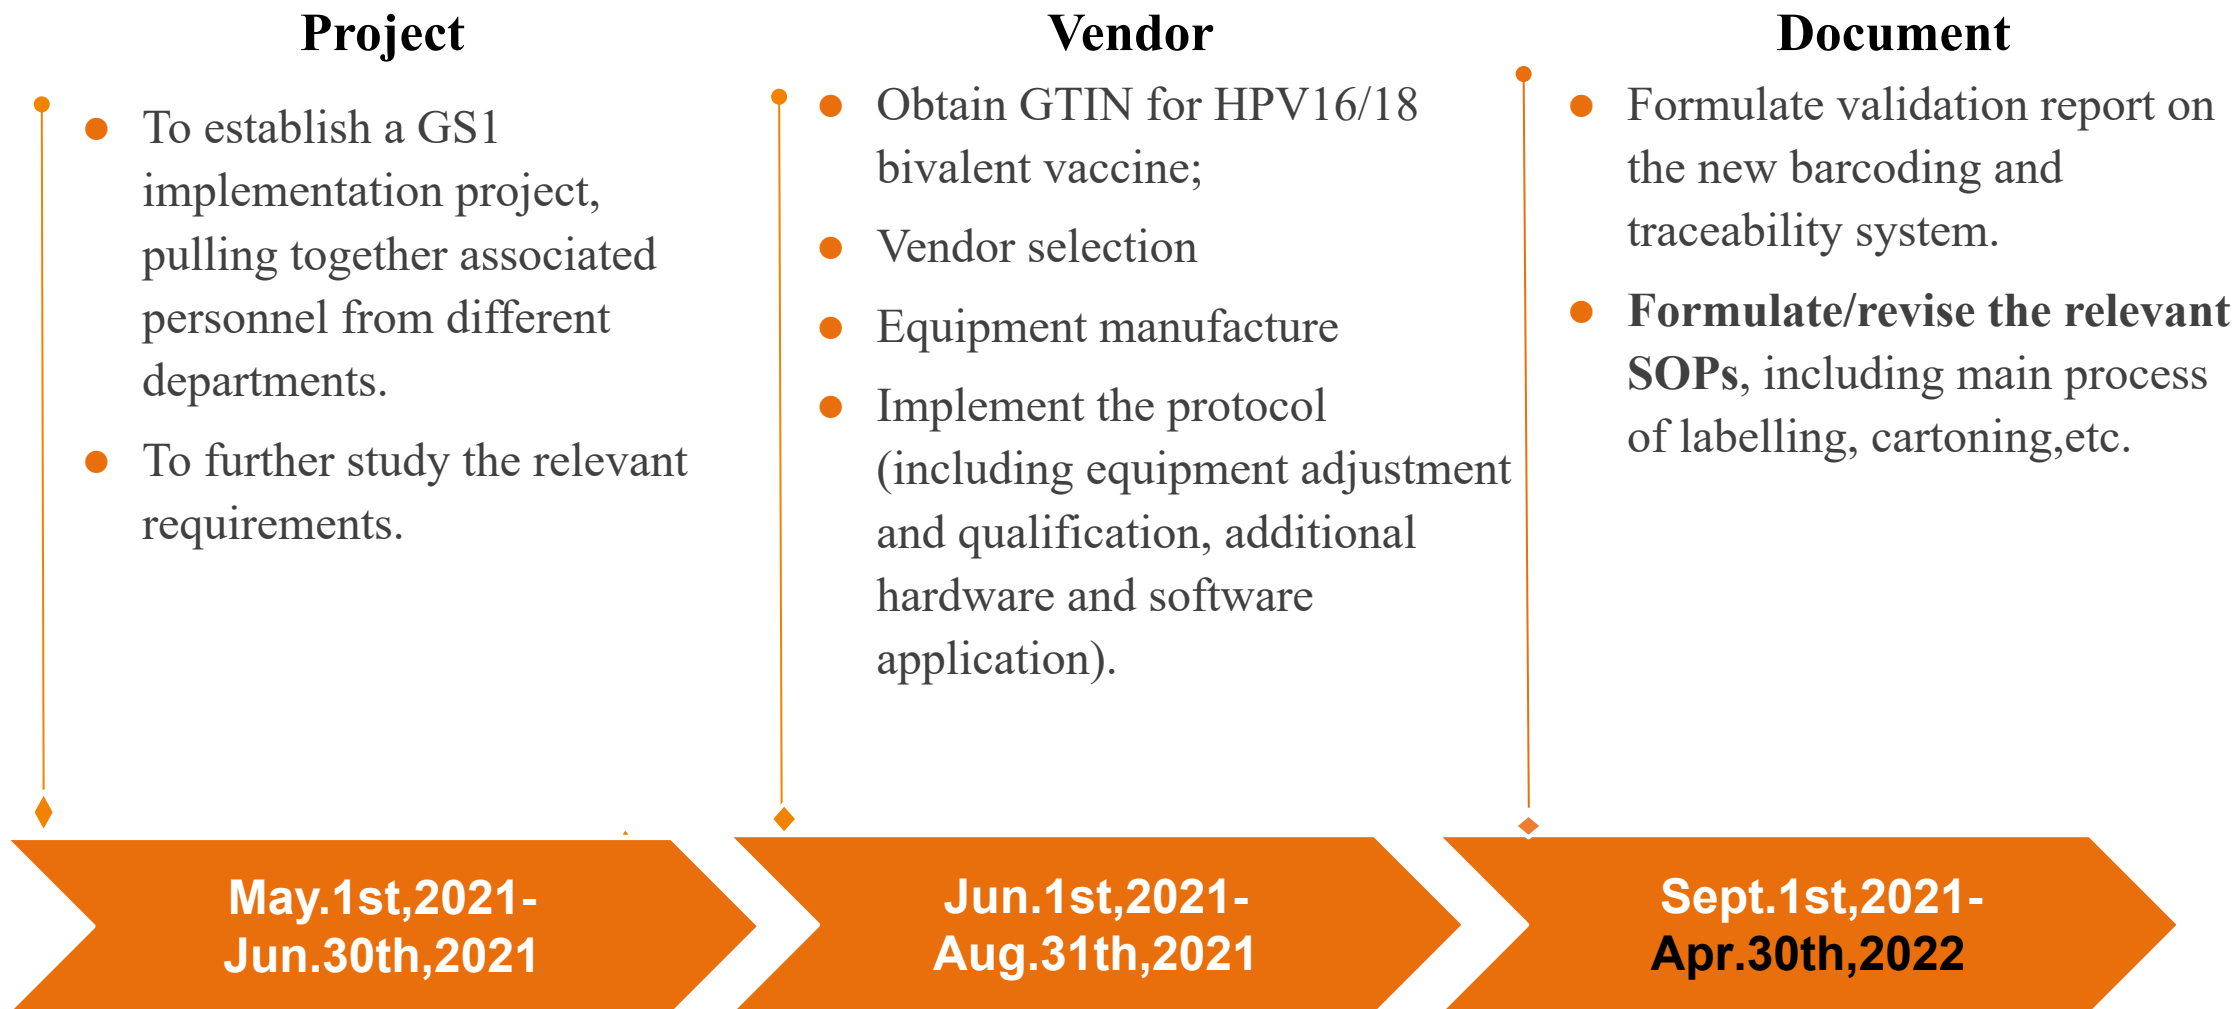 Project
To establish a GS1
implementation project,
pulling together associated
personnel from different
departments.
To further study the relevant
requirements.
May.1st,2021-
Jun.30th,2021
Vendor
Obtain GTIN for HPV16/18
bivalent vaccine;
Vendor selection
Equipment manufacture
Implement the protocol
(including equipment adjustment
and qualification, additional
hardware and software
application).
Jun.1st,2021-
Aug.31th,2021
Document
Formulate validation report on
the new barcoding and
traceability system.
Formulate/revise the relevant
SOPs, including main process
of labelling, cartoning,etc.
Sept.1st,2021-
Apr.30th,2022